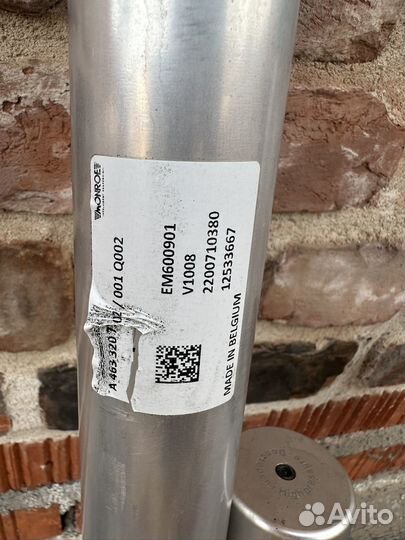 MONROE
A 463 320
/ 001 Q002
EM600901
V1008
2200710380
12533667
MADE IN BELGIUM
Avito